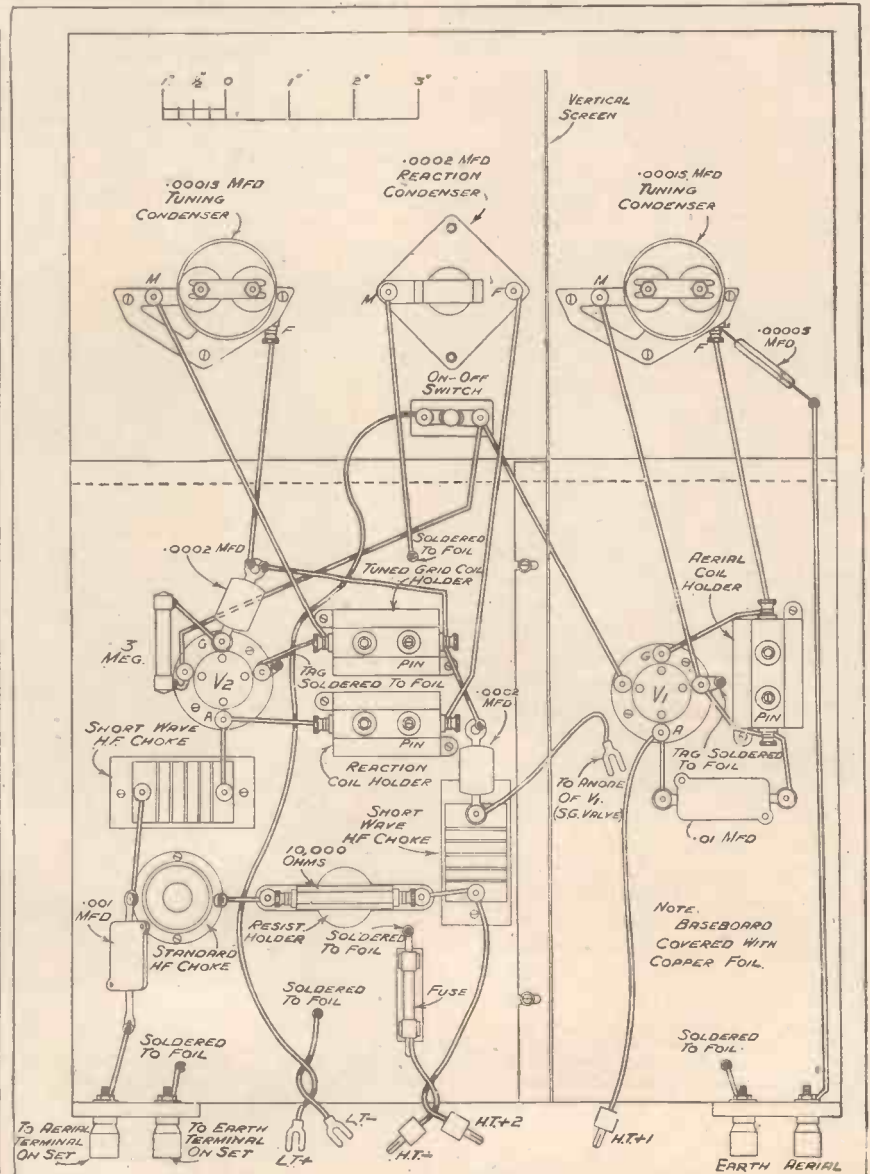 1" ½" 0 1" 2" 3"
VERTICAL
SCREEN
.00015 MFD
TUNING
CONDENSER
.0002 MFD
REACTION
CONDENSER
.00015 MFD
TUNING
CONDENSER
M
F
M
F
M
F
.00005
MFD
ON-OFF
SWITCH
.0002 MFD
SOLDERED
TO FOIL
TUNED GRID COIL
HOLDER
AERIAL
COIL
HOLDER
3
MEG.
G
V2
A
PIN
TAG
SOLDERED TO FOIL
.0002
MFD
G
V1
A
PIN
TAG SOLDERED
TO FOIL
SHORT WAVE
H.F. CHOKE
PIN
REACTION
COIL HOLDER
TO ANODE
OF V1.
(S.G. VALVE)
.01 MFD
SHORT
WAVE
HF CHOKE
10,000
OHMS
.001
MFD
STANDARD
HF CHOKE
RESIST.
HOLDER
SOLDERED
TO FOIL
NOTE.
BASEBOARD
COVERED WITH
COPPER FOIL.
FUSE
SOLDERED
TO FOIL
SOLDERED
TO FOIL
SOLDERED
TO FOIL.
TO AERIAL
TERMINAL
ON SET
TO EARTH
TERMINAL
ON SET
L.T+
L.T-
H.T-
H.T+2
H.T+1
EARTH AERIAL